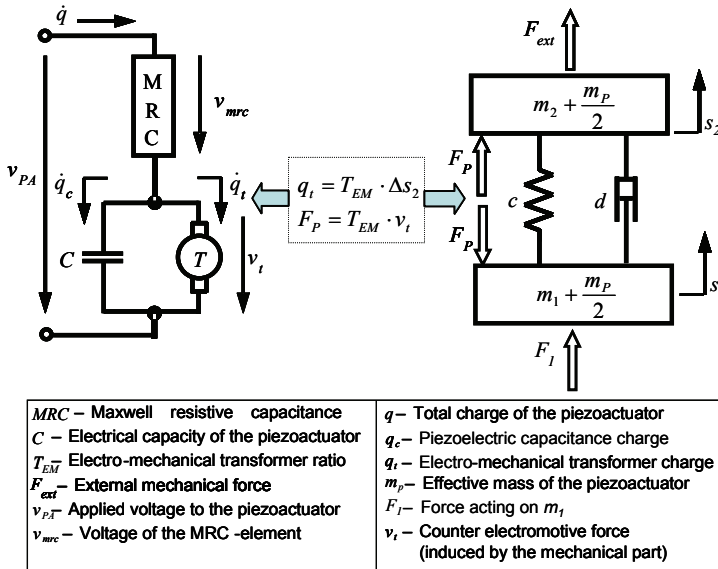 q̇
M
R
C
v_mrc
v_PA
q̇_c
q̇_t
C
T
v_t
q_t = T_EM · Δs_2
F_P = T_EM · v_t
F_ext
m_2 + m_P/2
s_2
F_P
F_P
c
d
m_1 + m_P/2
s
F_1
MRC – Maxwell resistive capacitance
C – Electrical capacity of the piezoactuator
T_EM – Electro-mechanical transformer ratio
F_ext – External mechanical force
v_PA – Applied voltage to the piezoactuator
v_mrc – Voltage of the MRC -element
q – Total charge of the piezoactuator
q_c – Piezoelectric capacitance charge
q_t – Electro-mechanical transformer charge
m_p – Effective mass of the piezoactuator
F_1 – Force acting on m_1
v_t – Counter electromotive force
(induced by the mechanical part)